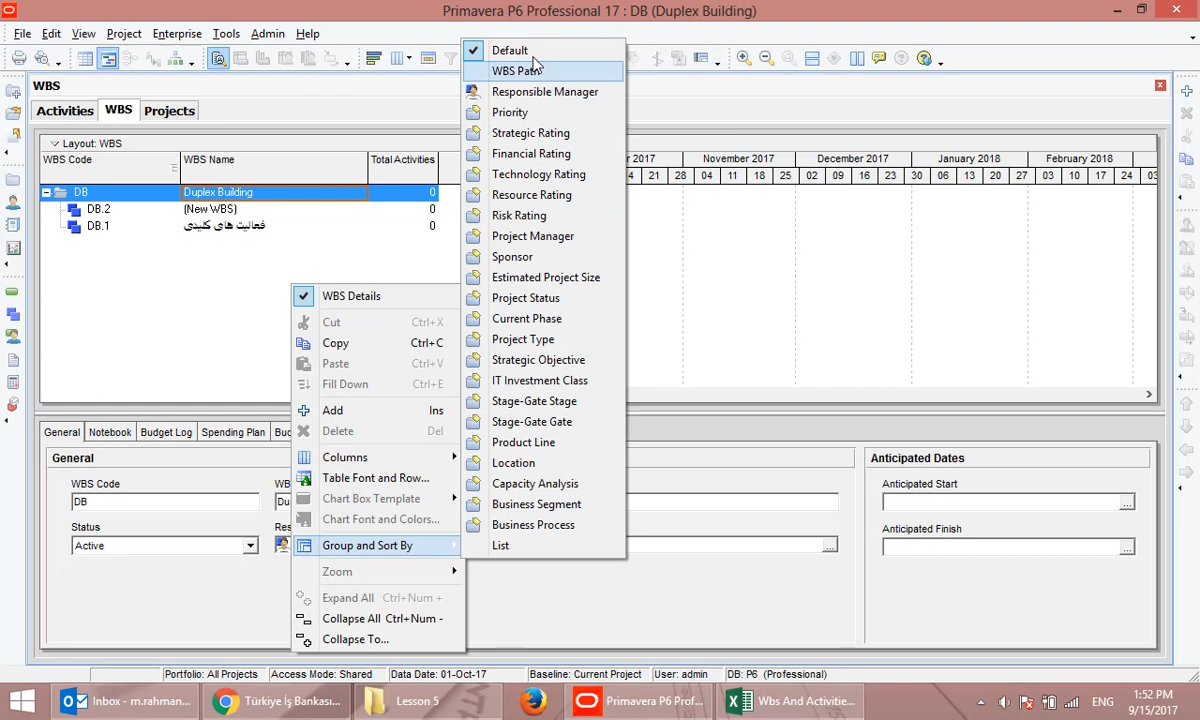 Primavera P6 Professional 17 : DB (Duplex Building)
File Edit View Project Enterprise Tools Admin Help
WBS
Activities WBS Projects
Layout: WBS
WBS Code WBS Name Total Activities
2017 November 2017 December 2017 January 2018 February 2018
21 28 04 11 18 25 02 09 16 23 30 06 13 20 27 03 10 17 24 03
DB Duplex Building 0
DB.2 (New WBS) 0
DB.1 فعالیت های کلیدی 0
Default
WBS Path
Responsible Manager
Priority
Strategic Rating
Financial Rating
Technology Rating
Resource Rating
Risk Rating
Project Manager
Sponsor
Estimated Project Size
Project Status
Current Phase
Project Type
Strategic Objective
IT Investment Class
Stage-Gate Stage
Stage-Gate Gate
Product Line
Location
Capacity Analysis
Business Segment
Business Process
List
WBS Details
Cut Ctrl+X
Copy Ctrl+C
Paste Ctrl+V
Fill Down Ctrl+E
Add Ins
Delete Del
Columns
Table Font and Row...
Chart Box Template
Chart Font and Colors...
Group and Sort By
Zoom
Expand All Ctrl+Num +
Collapse All Ctrl+Num -
Collapse To...
General Notebook Budget Log Spending Plan
General
WBS Code
DB
Status
Active
Anticipated Dates
Anticipated Start
Anticipated Finish
Portfolio: All Projects Access Mode: Shared Data Date: 01-Oct-17 Baseline: Current Project User: admin DB: P6 (Professional)
Inbox - m.rahman... Türkiye İş Bankası... Lesson 5 Primavera P6 Prof... Wbs And Activitie...
ENG
1:52 PM
9/15/2017